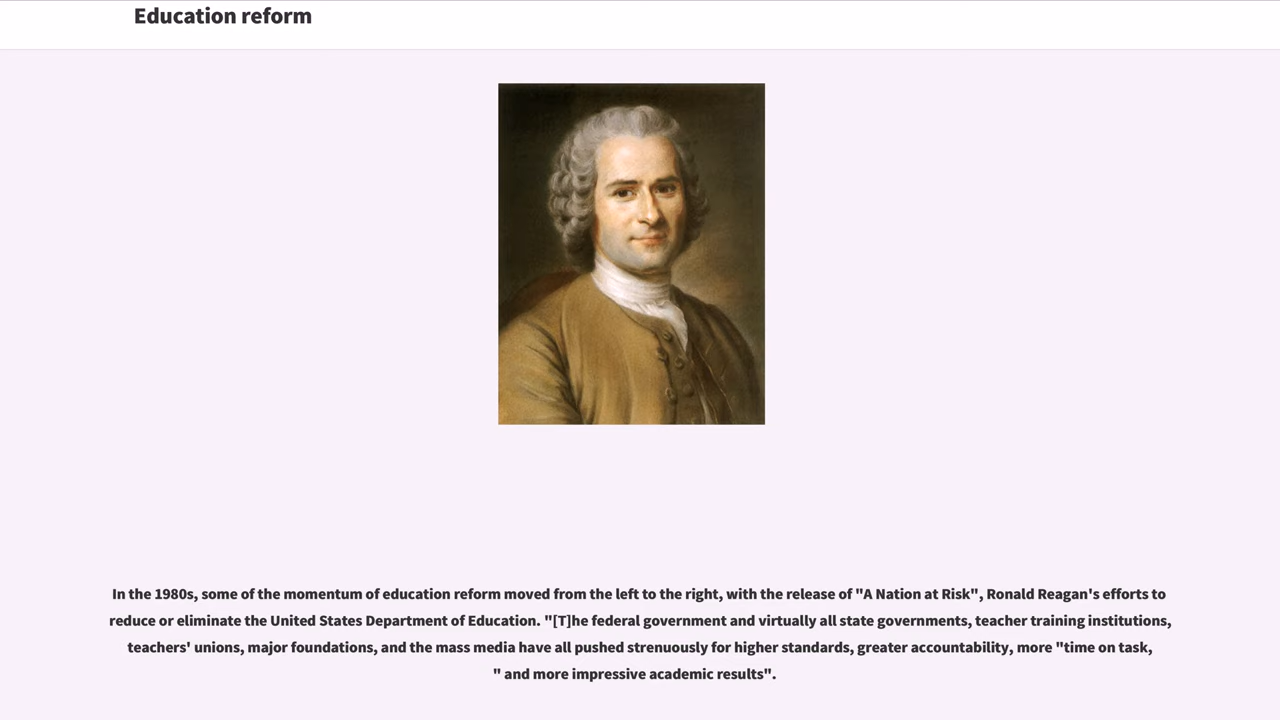 Education reform
In the 1980s, some of the momentum of education reform moved from the left to the right, with the release of "A Nation at Risk", Ronald Reagan's efforts to
reduce or eliminate the United States Department of Education. "[T]he federal government and virtually all state governments, teacher training institutions,
teachers' unions, major foundations, and the mass media have all pushed strenuously for higher standards, greater accountability, more "time on task,
" and more impressive academic results".